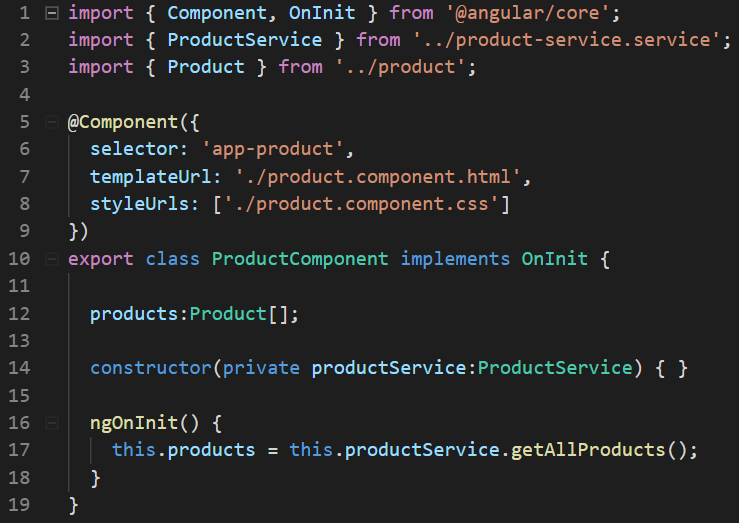 1 import { Component, OnInit } from '@angular/core';
2 import { ProductService } from '../product-service.service';
3 import { Product } from '../product';
4
5 @Component({
6   selector: 'app-product',
7   templateUrl: './product.component.html',
8   styleUrls: ['./product.component.css']
9 })
10 export class ProductComponent implements OnInit {
11
12   products:Product[];
13
14   constructor(private productService:ProductService) { }
15
16   ngOnInit() {
17     this.products = this.productService.getAllProducts();
18   }
19 }